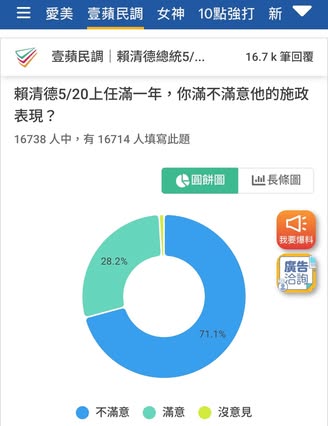 愛美 壹蘋民調 女神 10點強打 新
壹蘋民調｜賴清德總統5/... 16.7 k 筆回覆
賴清德5/20上任滿一年，你滿不滿意他的施政
表現？
16738 人中，有 16714 人填寫此題
圓餅圖 長條圖
我要爆料
廣告
洽詢
28.2%
71.1%
不滿意 滿意 沒意見